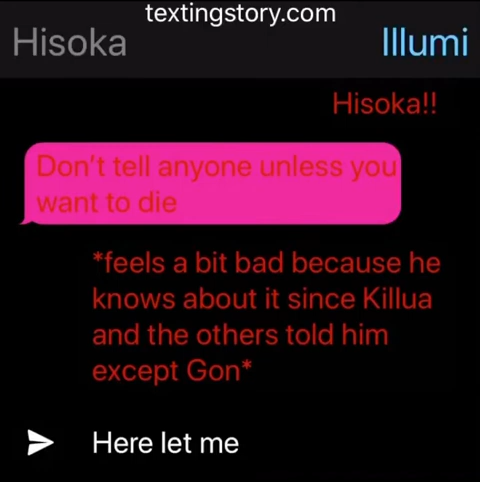 textingstory.com
Hisoka
Illumi
Hisoka!!
Don't tell anyone unless you
want to die
*feels a bit bad because he
knows about it since Killua
and the others told him
except Gon*
Here let me